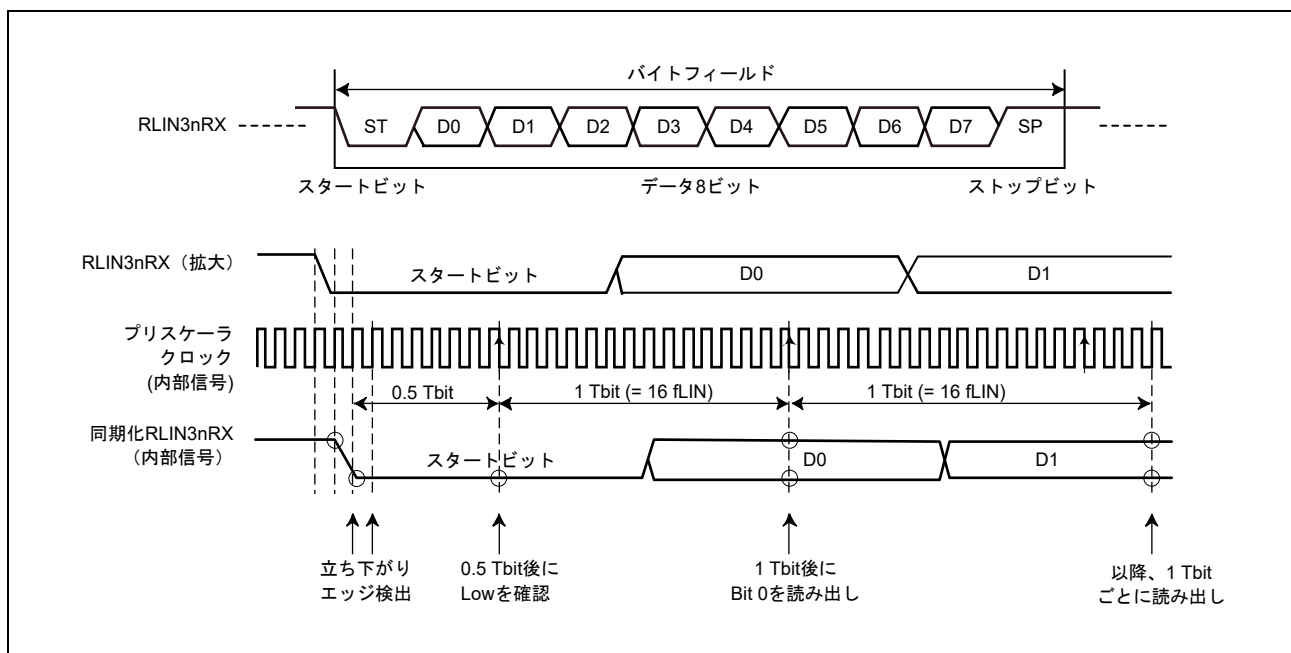 バイトフィールド
RLIN3nRX
ST D0 D1 D2 D3 D4 D5 D6 D7 SP
スタートビット データ8ビット ストップビット
RLIN3nRX（拡大）
スタートビット D0 D1
プリスケーラ
クロック
(内部信号)
0.5 Tbit 1 Tbit (= 16 fLIN) 1 Tbit (= 16 fLIN)
同期化RLIN3nRX
（内部信号）
スタートビット D0 D1
立ち下がり
エッジ検出
0.5 Tbit後に
Lowを確認
1 Tbit後に
Bit 0を読み出し
以降、1 Tbit
ごとに読み出し